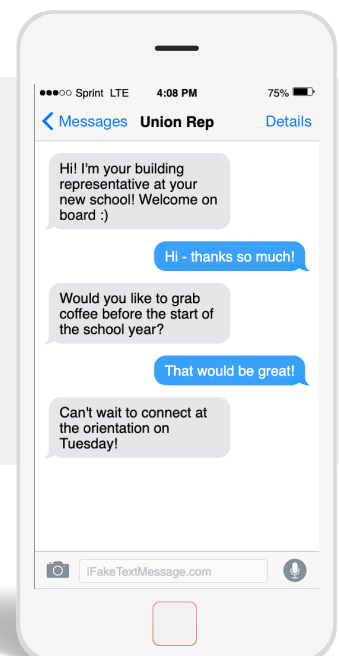 ●●●○○ Sprint LTE 4:08 PM 75%
Messages Union Rep Details
Hi! I'm your building
representative at your
new school! Welcome on
board :)
Hi - thanks so much!
Would you like to grab
coffee before the start of
the school year?
That would be great!
Can't wait to connect at
the orientation on
Tuesday!
iFakeTextMessage.com